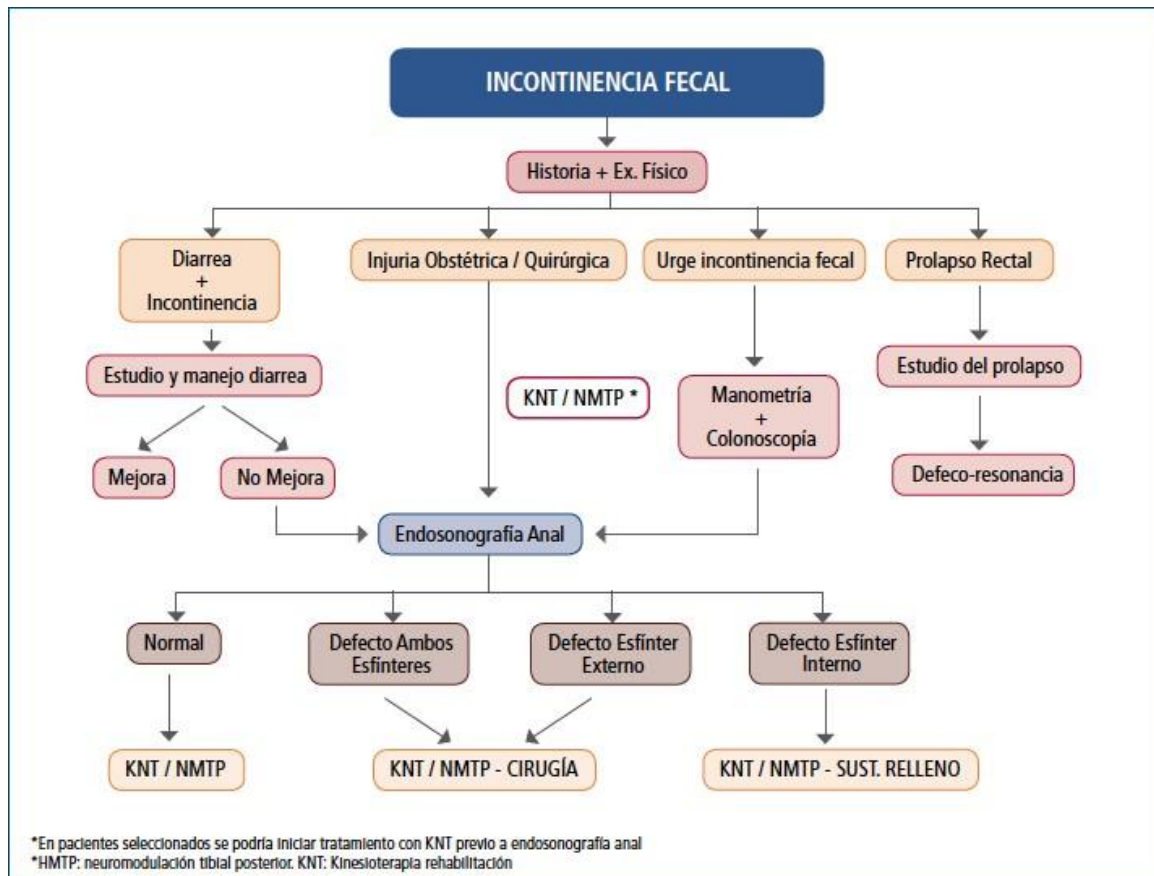 INCONTINENCIA FECAL
Historia + Ex. Físico
Diarrea
+
Incontinencia
Injuria Obstétrica / Quirúrgica
Urge incontinencia fecal
Prolapso Rectal
Estudio y manejo diarrea
KNT / NMTP *
Manometría
+
Colonoscopía
Estudio del prolapso
Mejora
No Mejora
Defeco-resonancia
Endosonografía Anal
Normal
Defecto Ambos
Esfínteres
Defecto Esfínter
Externo
Defecto Esfínter
Interno
KNT / NMTP
KNT / NMTP - CIRUGÍA
KNT / NMTP - SUST. RELLENO
*En pacientes seleccionados se podría iniciar tratamiento con KNT previo a endosonografía anal
*HMTP: neuromodulación tibial posterior. KNT: Kinesioterapia rehabilitación